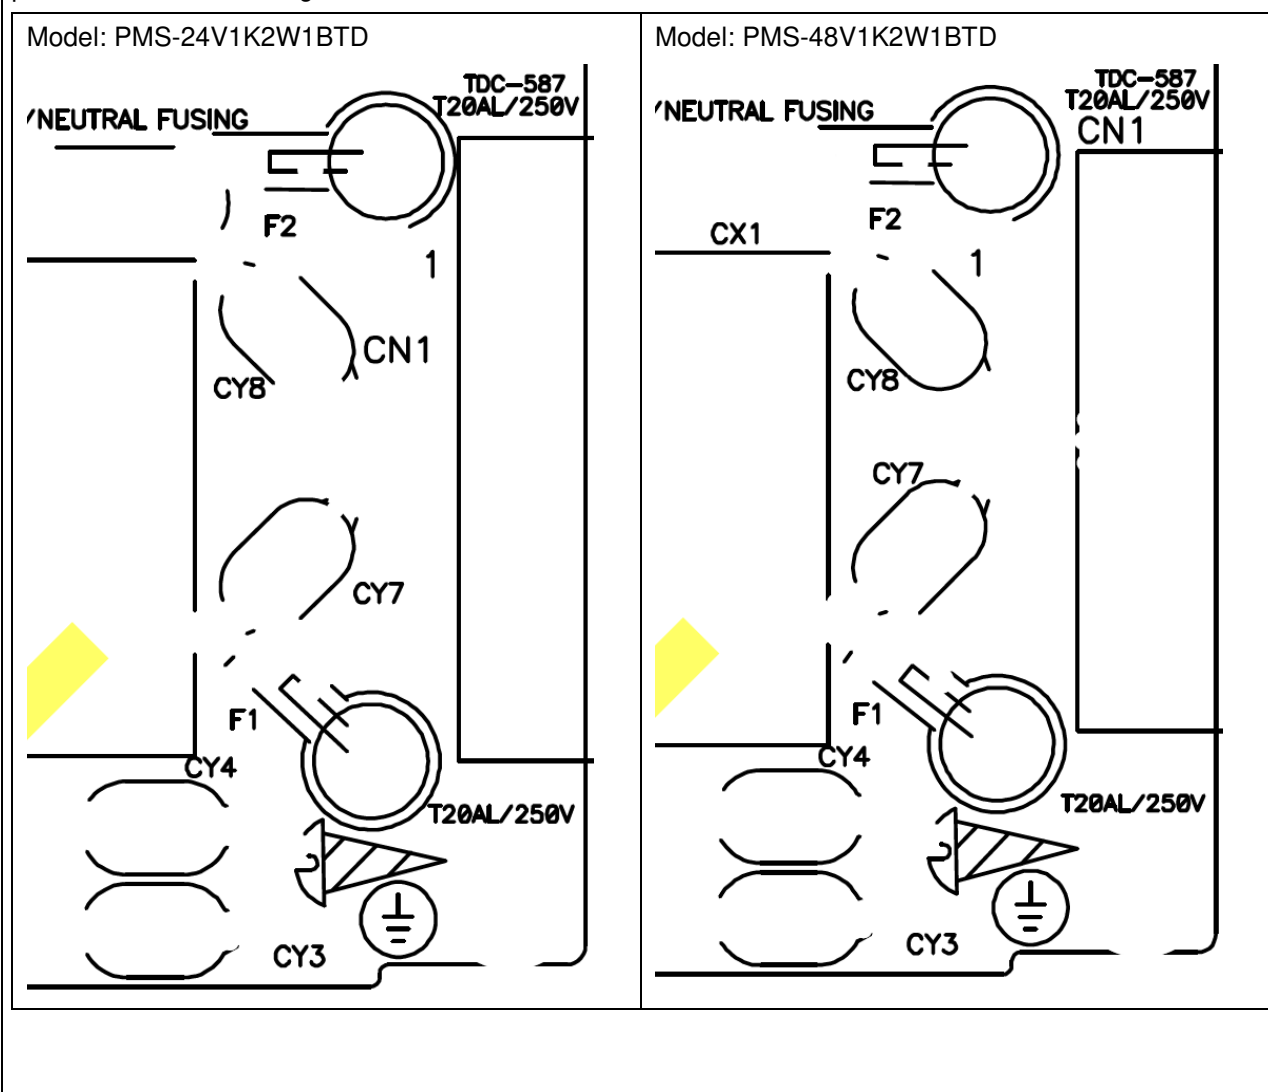 Model: PMS-24V1K2W1BTD
TDC-587
T20AL/250V
/NEUTRAL FUSING
F2
1
CN1
CY8
CY7
F1
CY4
T20AL/250V
CY3
Model: PMS-48V1K2W1BTD
TDC-587
T20AL/250V
/NEUTRAL FUSING
CN1
F2
CX1
1
CY8
CY7
F1
CY4
T20AL/250V
CY3